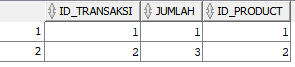 ID_TRANSAKSI JUMLAH ID_PRODUCT
1 1 1 1
2 2 3 2